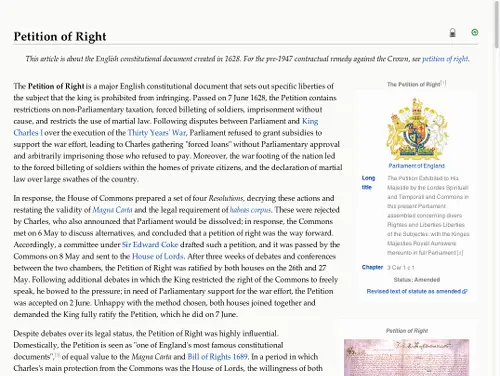 Petition of Right
This article is about the English constitutional document created in 1628. For the pre-1947 contractual remedy against the Crown, see petition of right.
The Petition of Right is a major English constitutional document that sets out specific liberties of
the subject that the king is prohibited from infringing. Passed on 7 June 1628, the Petition contains
restrictions on non-Parliamentary taxation, forced billeting of soldiers, imprisonment without
cause, and restricts the use of martial law. Following disputes between Parliament and King
Charles I over the execution of the Thirty Years' War, Parliament refused to grant subsidies to
support the war effort, leading to Charles gathering "forced loans" without Parliamentary approval
and arbitrarily imprisoning those who refused to pay. Moreover, the war footing of the nation led
to the forced billeting of soldiers within the homes of private citizens, and the declaration of martial
law over large swathes of the country.
In response, the House of Commons prepared a set of four Resolutions, decrying these actions and
restating the validity of Magna Carta and the legal requirement of habeas corpus. These were rejected
by Charles, who also announced that Parliament would be dissolved; in response, the Commons
met on 6 May to discuss alternatives, and concluded that a petition of right was the way forward.
Accordingly, a committee under Sir Edward Coke drafted such a petition, and it was passed by the
Commons on 8 May and sent to the House of Lords. After three weeks of debates and conferences
between the two chambers, the Petition of Right was ratified by both houses on the 26th and 27
May. Following additional debates in which the King restricted the right of the Commons to freely
speak, he bowed to the pressure; in need of Parliamentary support for the war effort, the Petition
was accepted on 2 June. Unhappy with the method chosen, both houses joined together and
demanded the King fully ratify the Petition, which he did on 7 June.
Despite debates over its legal status, the Petition of Right was highly influential.
Domestically, the Petition is seen as "one of England's most famous constitutional
documents",[3] of equal value to the Magna Carta and Bill of Rights 1689. In a period in which
Charles's main protection from the Commons was the House of Lords, the willingness of both
The Petition of Right[1]
Parliament of England
Long title
The Petition Exhibited to His
Majestie by the Lordes Spirituall
and Temporall and Commons in
this present Parliament
assembled concerning divers
Rightes and Liberties Liberties
of the Subjectes: with the Kinges
Majesties Royall Aunswere
thereunto in full Parliament.[2]
Chapter 3 Car 1 c 1
Status: Amended
Revised text of statute as amended
Petition of Right